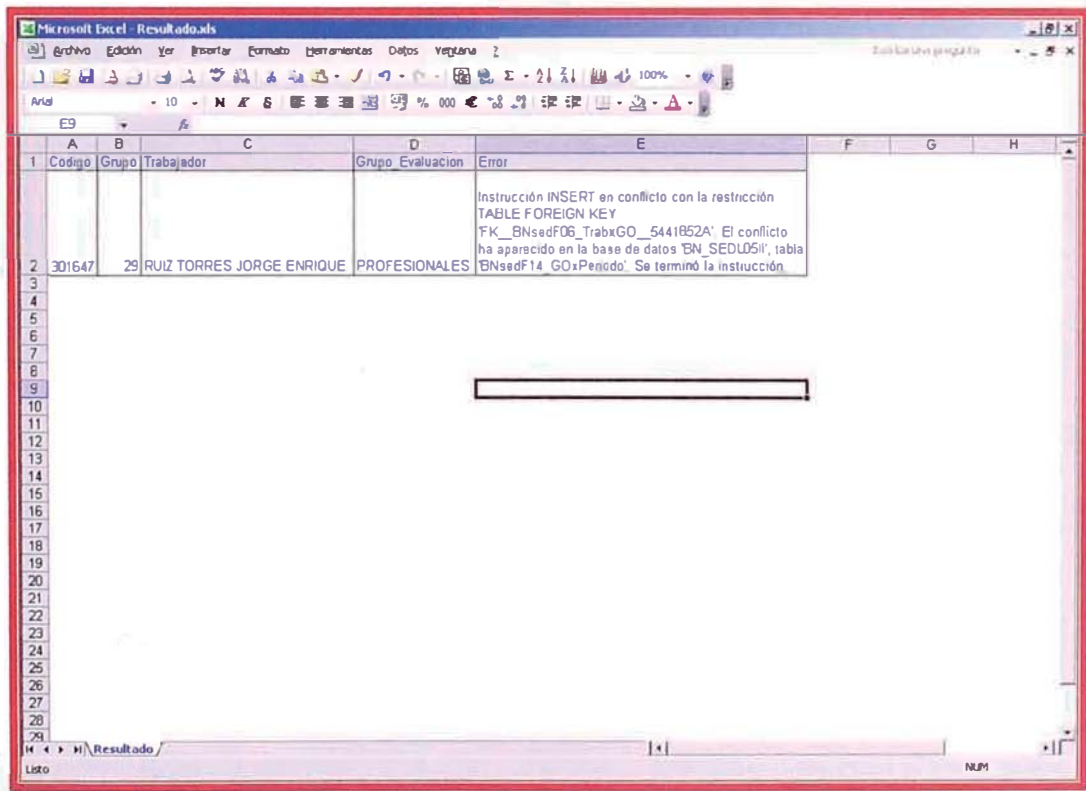 Microsoft Excel - Resultado.xls
Archivo Edición Ver Insertar Formato Herramientas Datos Ventana ?
100%
Arial 10 N K S % 000 €
E9 fx
A B C D E F G H
1 Codigo Grupo Trabajador Grupo_Evaluacion Error
Instrucción INSERT en conflicto con la restricción
TABLE FOREIGN KEY
'FK__BNsedF06_TrabxGO__5441852A'. El conflicto
ha aparecido en la base de datos 'BN_SEDL05II', tabla
2 301647 29 RUIZ TORRES JORGE ENRIQUE PROFESIONALES 'BNsedF14_GOxPeriodo'. Se terminó la instrucción.
3
4
5
6
7
8
9
10
11
12
13
14
15
16
17
18
19
20
21
22
23
24
25
26
27
28
29
Resultado
Listo NUM